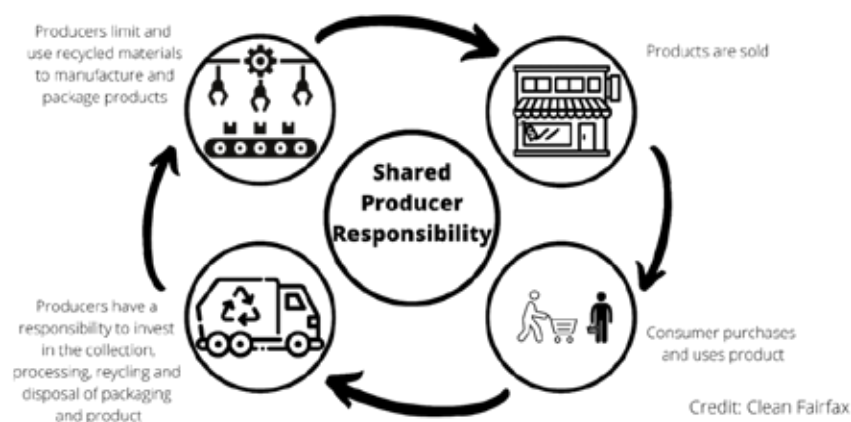 Producers limit and
use recycled materials
to manufacture and
package products
Products are sold
Shared
Producer
Responsibility
Consumer purchases
and uses product
Producers have a
responsibility to invest
in the collection,
processing, reycling and
disposal of packaging
and product
Credit: Clean Fairfax